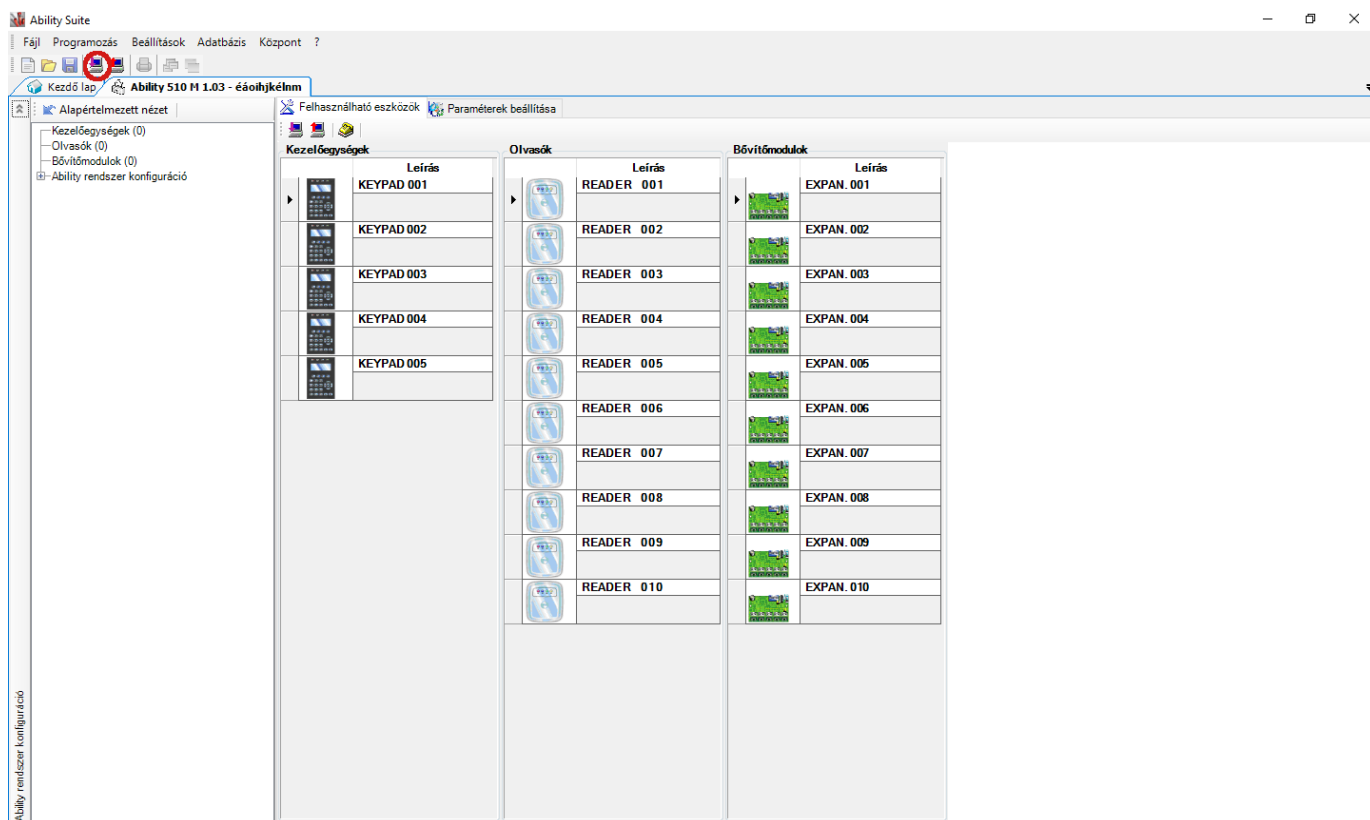 Ability Suite
Fájl Programozás Beállítások Adatbázis Központ ?
Kezdő lap Ability 510 M 1.03 - éáoihjkélnm
Alapértelmezett nézet
Felhasználható eszközök Paraméterek beállítása
Kezelőegységek (0)
Olvasók (0)
Bővítőmodulok (0)
Ability rendszer konfiguráció
Kezelőegységek Olvasók Bővítőmodulok
Leírás Leírás Leírás
KEYPAD 001 READER 001 EXPAN. 001
KEYPAD 002 READER 002 EXPAN. 002
KEYPAD 003 READER 003 EXPAN. 003
KEYPAD 004 READER 004 EXPAN. 004
KEYPAD 005 READER 005 EXPAN. 005
READER 006 EXPAN. 006
READER 007 EXPAN. 007
READER 008 EXPAN. 008
READER 009 EXPAN. 009
READER 010 EXPAN. 010
Ability rendszer konfiguráció